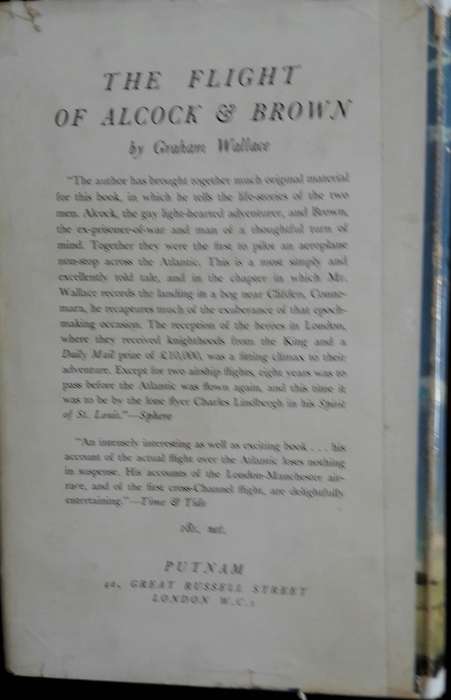 THE FLIGHT
OF ALCOCK & BROWN
by Graham Wallace
"The author has brought together much original material
for this book, in which he tells the life-stories of the two
men. Alcock, the gay light-hearted adventurer, and Brown,
the ex-prisoner-of-war and man of a thoughtful turn of
mind. Together they were the first to pilot an aeroplane
non-stop across the Atlantic. This is a most simply and
excellently told tale, and in the chapter in which Mr.
Wallace records the landing in a bog near Clifden, Conne-
mara, he recaptures much of the exuberance of that epoch-
making occasion. The reception of the heroes in London,
where they received knighthoods from the King and a
Daily Mail prize of £10,000, was a fitting climax to their
adventure. Except for two airship flights, eight years was to
pass before the Atlantic was flown again, and this time it
was to be by the lone flyer Charles Lindbergh in his Spirit
of St. Louis."—Sphere
"An intensely interesting as well as exciting book . . . his
account of the actual flight over the Atlantic loses nothing
in suspense. His accounts of the London-Manchester air-
race, and of the first cross-Channel flight, are delightfully
entertaining."—Time & Tide
net.
PUTNAM
42, GREAT RUSSELL STREET
LONDON W.C.1